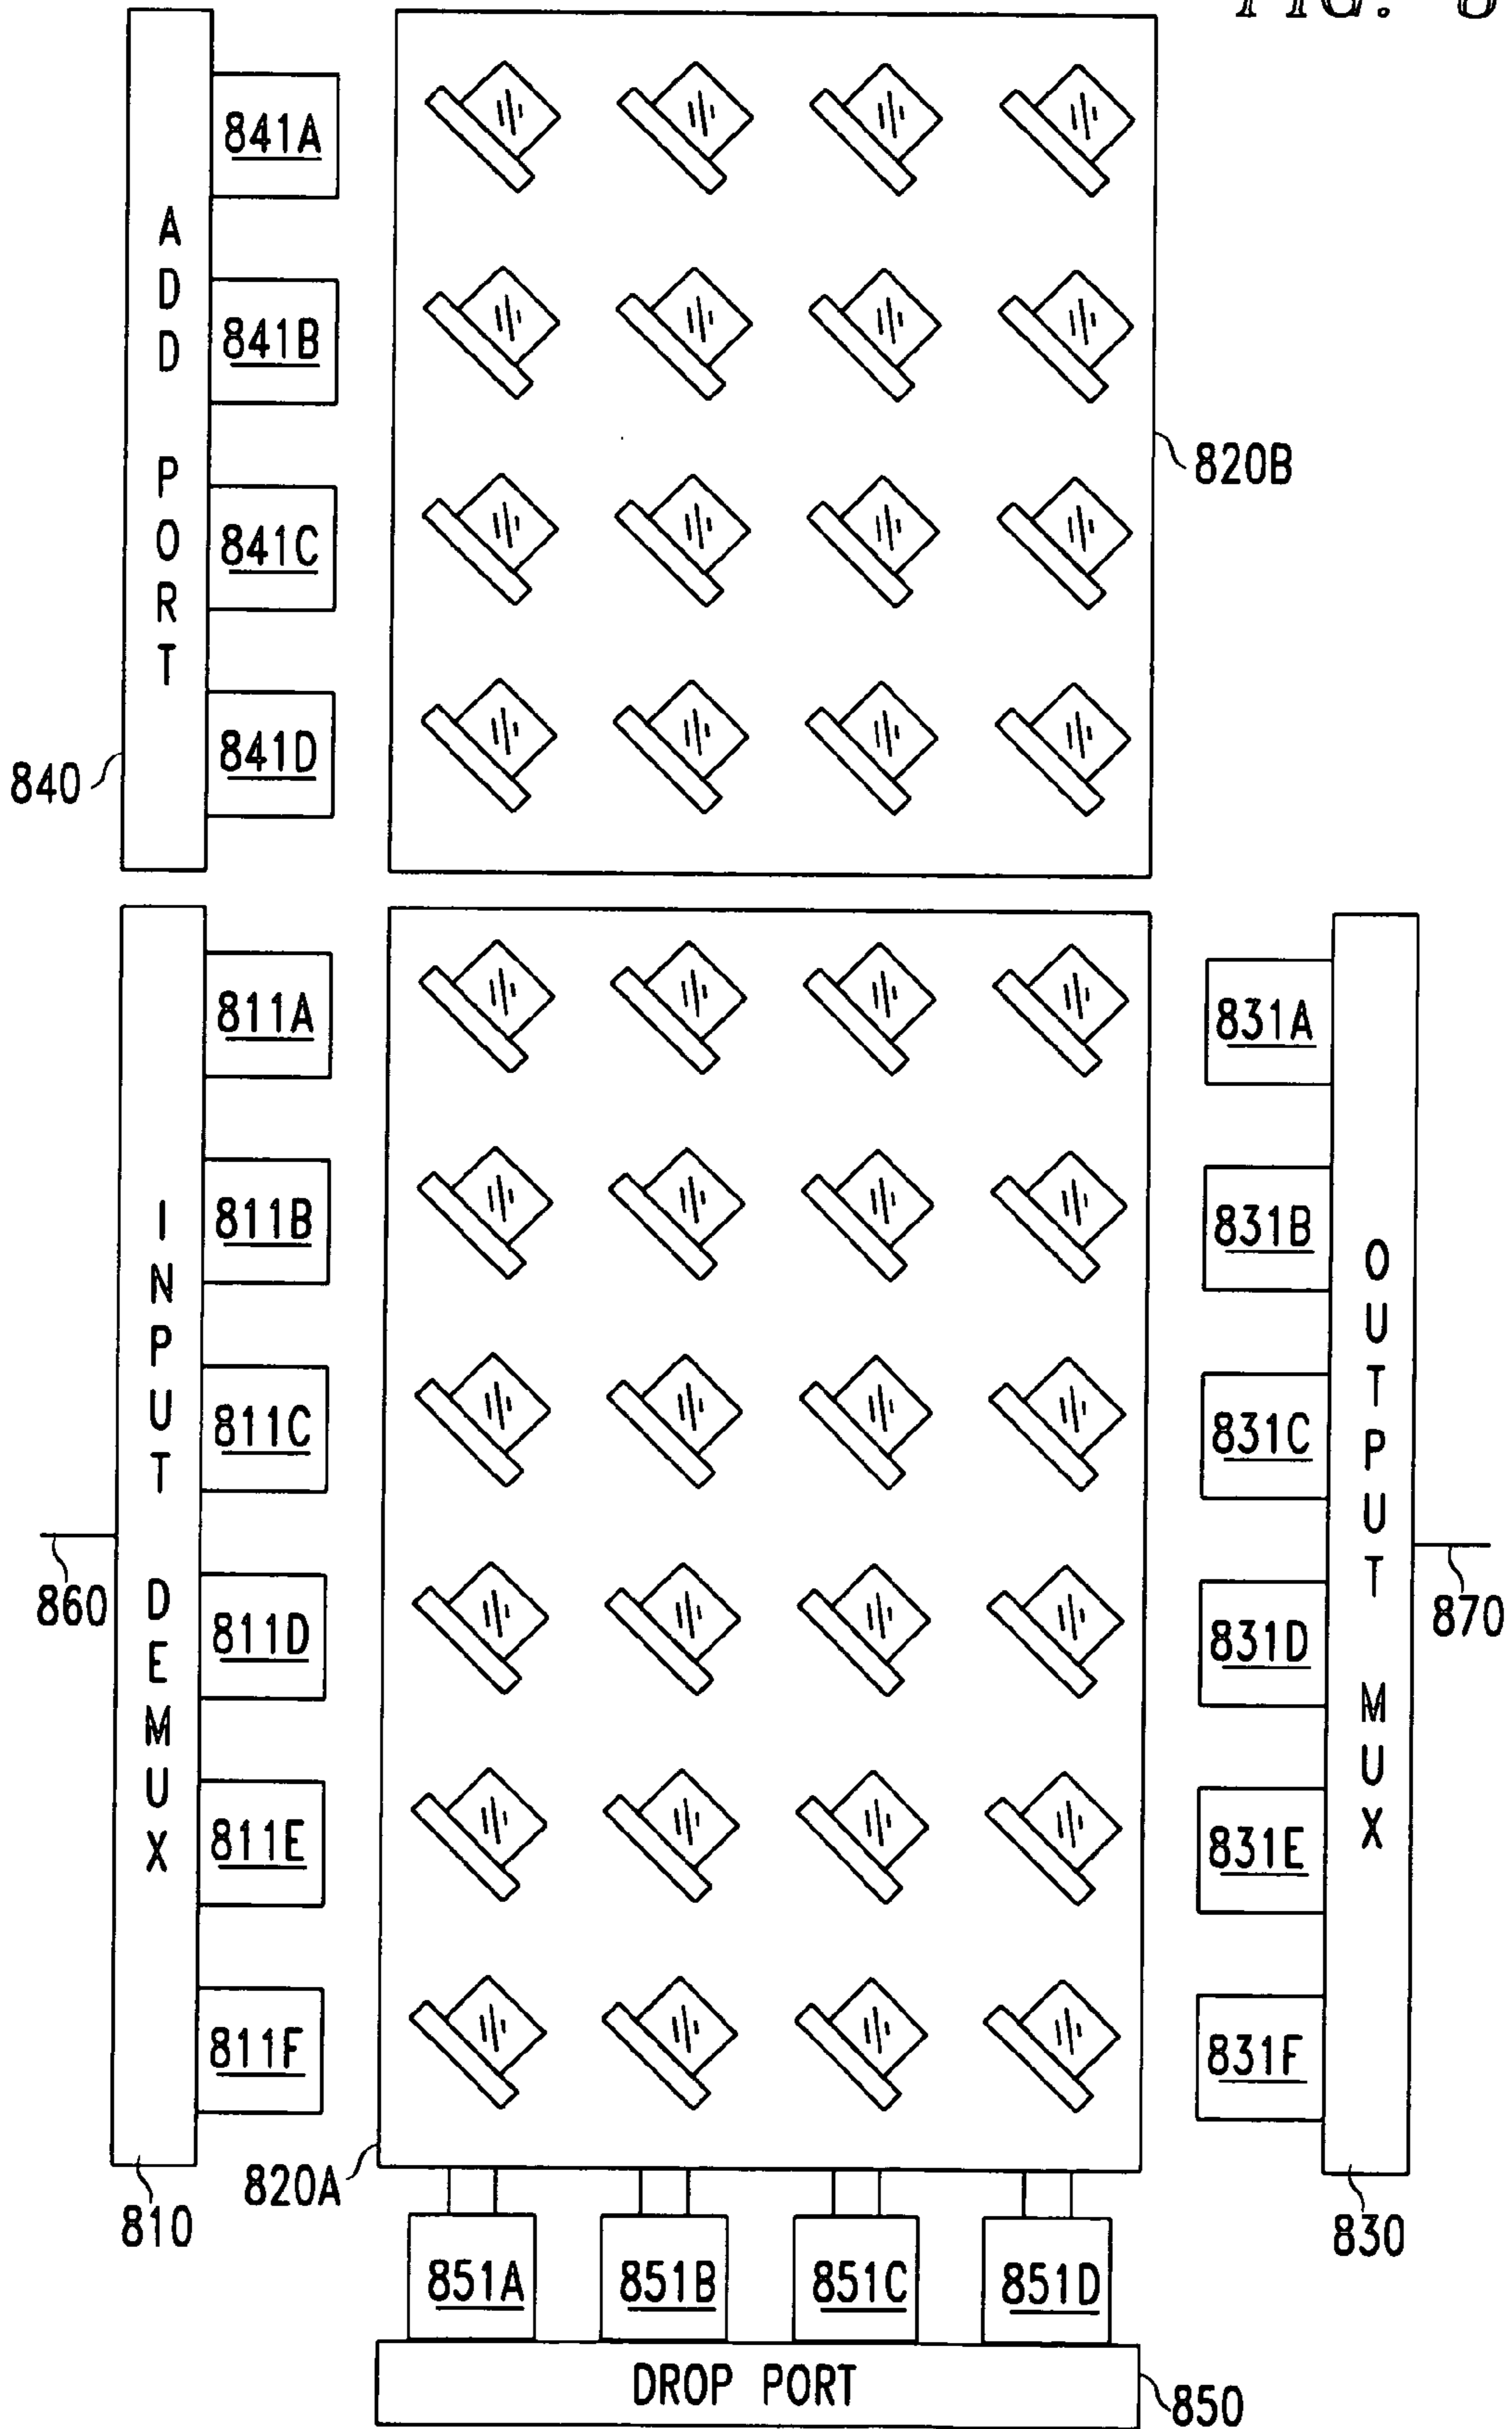 FIG.
ADD PORT
841A
841B
841C
841D
840
820B
INPUT DEMUX
811A
811B
811C
811D
811E
811F
860
810
820A
831A
831B
831C
831D
831E
831F
OUTPUT MUX
870
830
851A
851B
851C
851D
DROP PORT
850